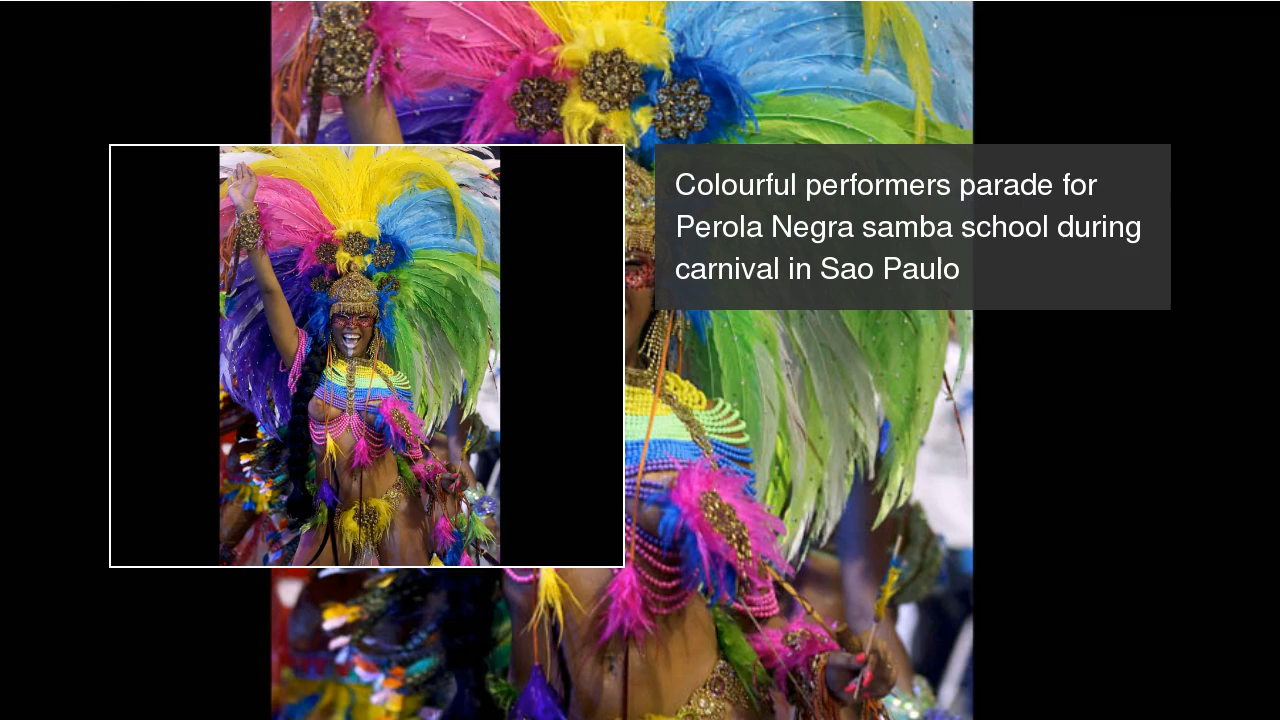 Colourful performers parade for
Perola Negra samba school during
carnival in Sao Paulo